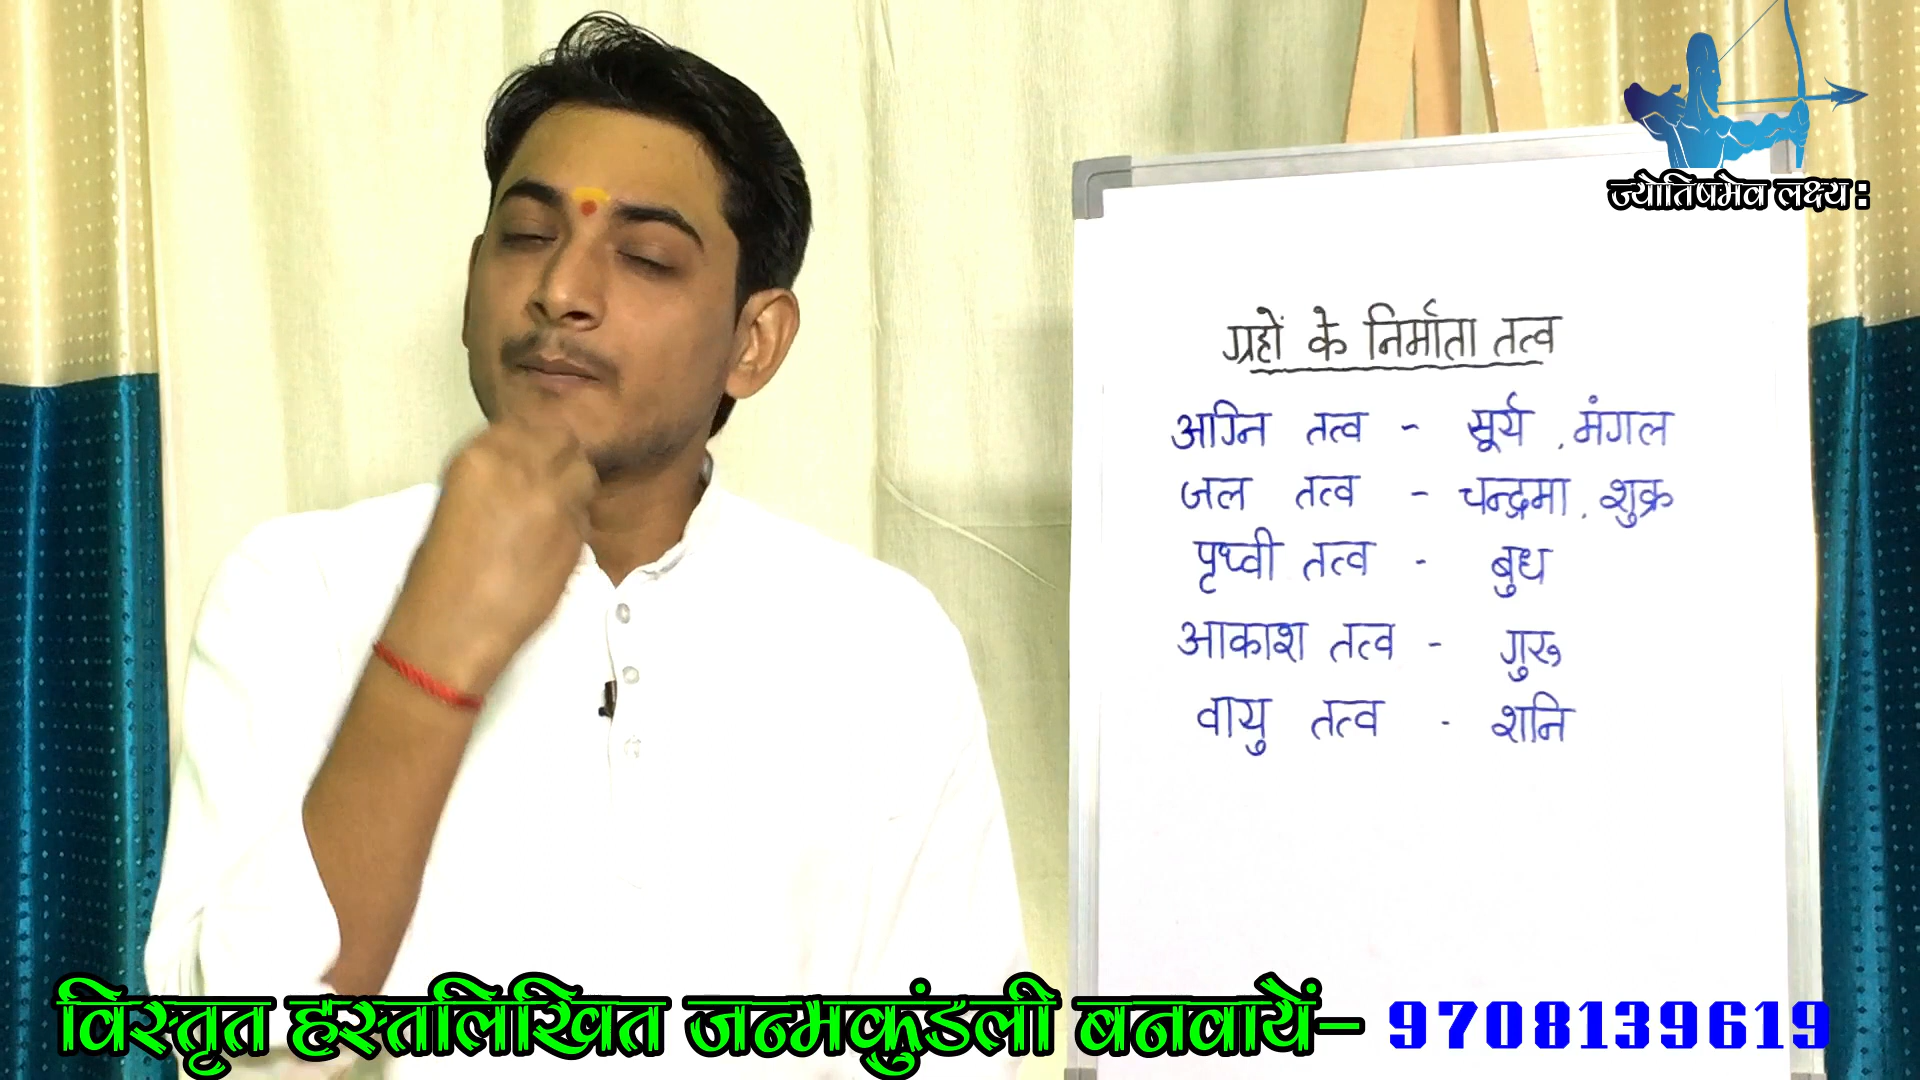 ज्योतिषमेव लक्ष्य :
ग्रहों के निर्माता तत्व
अग्नि तत्व - सूर्य , मंगल
जल तत्व - चन्द्रमा , शुक्र
पृथ्वी तत्व - बुध
आकाश तत्व - गुरु
वायु तत्व - शनि
विस्तृत हस्तलिखित जन्मकुंडली बनवायें- 9708139619